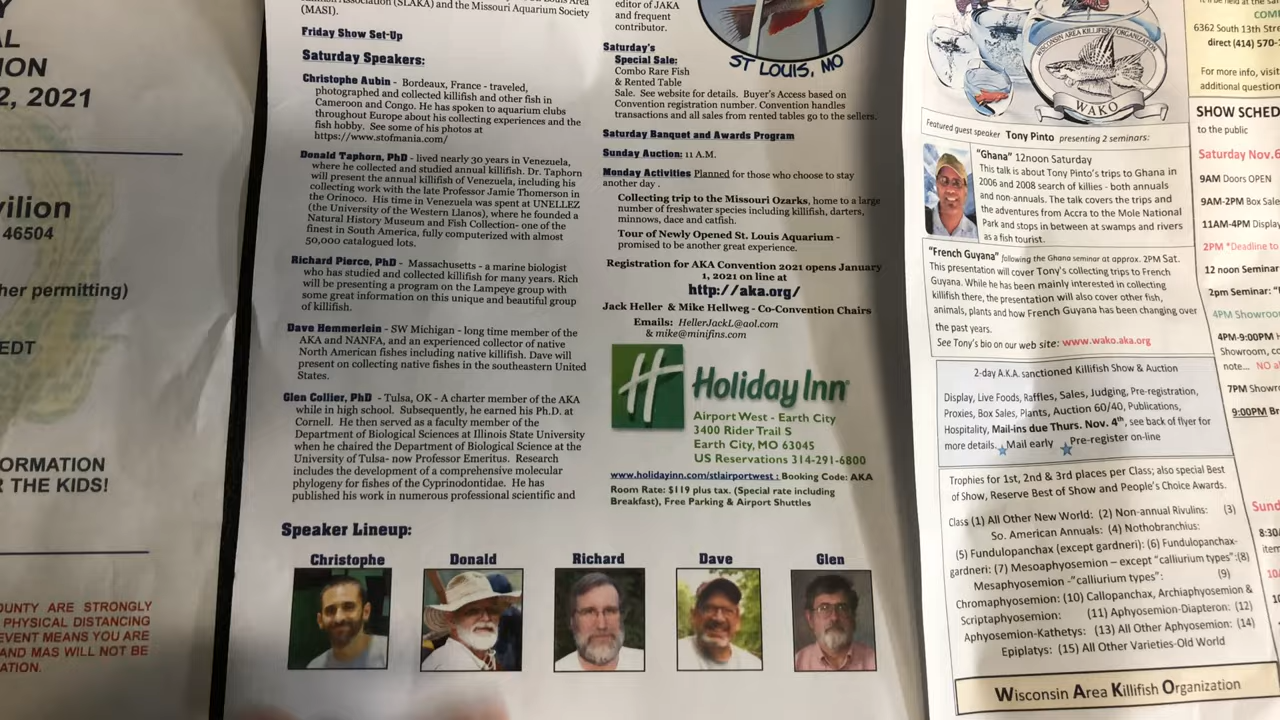 Y
AL
ION
2, 2021
vilion
46504
her permitting)
EDT
ORMATION
R THE KIDS!
OUNTY ARE STRONGLY
PHYSICAL DISTANCING
EVENT MEANS YOU ARE
AND MAS WILL NOT BE
ATION.
Association (SLAKA) and the Missouri Aquarium Society
(MASI).
Friday Show Set-Up
Saturday Speakers:
Christophe Aubin - Bordeaux, France - traveled,
photographed and collected killifish and other fish in
Cameroon and Congo. He has spoken to aquarium clubs
throughout Europe about his collecting experiences and the
fish hobby. See some of his photos at
https://www.stofmania.com/
Donald Taphorn, PhD - lived nearly 30 years in Venezuela,
where he collected and studied annual killifish. Dr. Taphorn
will present the annual killifish of Venezuela, including his
collecting work with the late Professor Jamie Thomerson in
the Orinoco. His time in Venezuela was spent at UNELLEZ
(the University of the Western Llanos), where he founded a
Natural History Museum and Fish Collection- one of the
finest in South America, fully computerized with almost
50,000 catalogued lots.
Richard Pierce, PhD - Massachusetts - a marine biologist
who has studied and collected killifish for many years. Rich
will be presenting a program on the Lampeye group with
some great information on this unique and beautiful group
of killifish.
Dave Hemmerlein - SW Michigan - long time member of the
AKA and NANFA, and an experienced collector of native
North American fishes including native killifish. Dave will
present on collecting native fishes in the southeastern United
States.
Glen Collier, PhD - Tulsa, OK - A charter member of the AKA
while in high school. Subsequently, he earned his Ph.D. at
Cornell. He then served as a faculty member of the
Department of Biological Sciences at Illinois State University
when he chaired the Department of Biological Science at the
University of Tulsa- now Professor Emeritus. Research
includes the development of a comprehensive molecular
phylogeny for fishes of the Cyprinodontidae. He has
published his work in numerous professional scientific and
editor of JAKA
and frequent
contributor.
ST LOUIS, MO
Saturday's
Special Sale:
Combo Rare Fish
& Rented Table
Sale. See website for details. Buyer's Access based on
Convention registration number. Convention handles
transactions and all sales from rented tables go to the sellers.
Saturday Banquet and Awards Program
Sunday Auction: 11 A.M.
Monday Activities Planned for those who choose to stay
another day .
Collecting trip to the Missouri Ozarks, home to a large
number of freshwater species including killifish, darters,
minnows, dace and catfish.
Tour of Newly Opened St. Louis Aquarium -
promised to be another great experience.
Registration for AKA Convention 2021 opens January
1, 2021 on line at
http://aka.org/
Jack Heller & Mike Hellweg - Co-Convention Chairs
Emails: HellerJackL@aol.com
& mike@minifins.com
H Holiday Inn
Airport West - Earth City
3400 Rider Trail S
Earth City, MO 63045
US Reservations 314-291-6800
www.holidayinn.com/stlairportwest : Booking Code: AKA
Room Rate: $119 plus tax. (Special rate including
Breakfast), Free Parking & Airport Shuttles
Speaker Lineup:
Christophe Donald Richard Dave Glen
WISCONSIN AREA KILLIFISH ORGANIZATION
WAKO
Featured guest speaker Tony Pinto presenting 2 seminars:
"Ghana" 12noon Saturday
This talk is about Tony Pinto's trips to Ghana in
2006 and 2008 search of killies - both annuals
and non-annuals. The talk covers the trips and
the adventures from Accra to the Mole National
Park and stops in between at swamps and rivers
as a fish tourist.
"French Guyana" following the Ghana seminar at approx. 2PM Sat.
This presentation will cover Tony's collecting trips to French
Guyana. While he has been mainly interested in collecting
killifish there, the presentation will also cover other fish,
animals, plants and how French Guyana has been changing over
the past years.
See Tony's bio on our web site: www.wako.aka.org
2-day A.K.A. sanctioned Killifish Show & Auction
Display, Live Foods, Raffles, Sales, Judging, Pre-registration,
Proxies, Box Sales, Plants, Auction 60/40, Publications,
Hospitality, Mail-ins due Thurs. Nov. 4th, see back of flyer for
more details. Mail early Pre-register on-line
Trophies for 1st, 2nd & 3rd places per Class; also special Best
of Show, Reserve Best of Show and People's Choice Awards.
Class (1) All Other New World: (2) Non-annual Rivulins: (3)
So. American Annuals: (4) Nothobranchius:
(5) Fundulopanchax (except gardneri): (6) Fundulopanchax-
gardneri: (7) Mesoaphyosemion – except "calliurium types":(8)
Mesaphyosemion -"calliurium types": (9)
Chromaphyosemion: (10) Callopanchax, Archiaphyosemion &
Scriptaphyosemion: (11) Aphyosemion-Diapteron: (12)
Aphyosemion-Kathetys: (13) All Other Aphyosemion: (14)
Epiplatys: (15) All Other Varieties-Old World
Wisconsin Area Killifish Organization
COM
6362 South 13th Stre
direct (414) 570-
For more info, visit
additional question
SHOW SCHED
to the public
Saturday Nov.6
9AM Doors OPEN
9AM-2PM Box Sale
11AM-4PM Display
2PM *Deadline to
12 noon Seminar
2pm Seminar: "
4PM Showroo
4PM-9:00PM H
Showroom, co
note... NO a
7PM Showr
9:00PM Ba
Sund
8:30
item
10